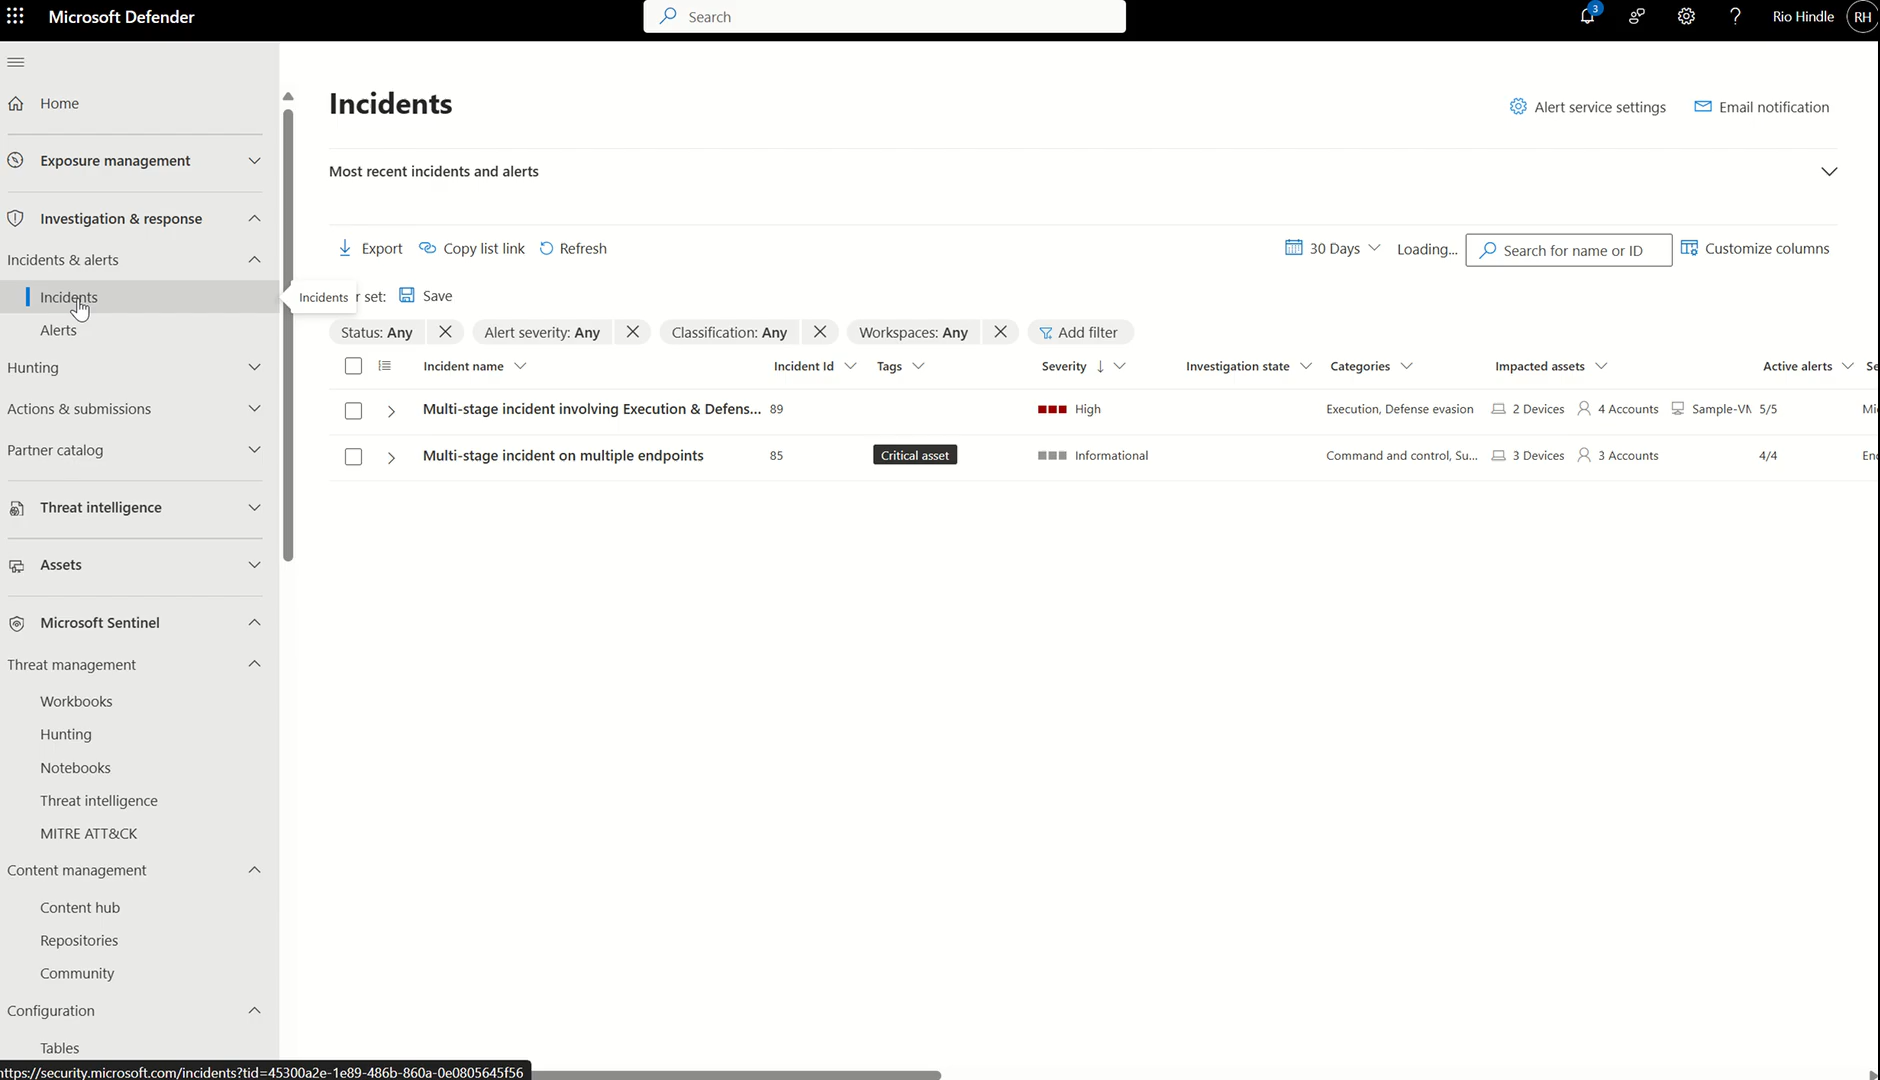 Microsoft Defender
Search
3
Rio Hindle
RH
Home
Exposure management
Investigation & response
Incidents & alerts
Incidents
Alerts
Hunting
Actions & submissions
Partner catalog
Threat intelligence
Assets
Microsoft Sentinel
Threat management
Workbooks
Hunting
Notebooks
Threat intelligence
MITRE ATT&CK
Content management
Content hub
Repositories
Community
Configuration
Tables
https://security.microsoft.com/incidents?tid=45300a2e-1e89-486b-860a-0e0805645f56
Incidents
Alert service settings
Email notification
Most recent incidents and alerts
Export
Copy list link
Refresh
30 Days
Loading...
Search for name or ID
Customize columns
Incidents
r set:
Save
Status: Any
Alert severity: Any
Classification: Any
Workspaces: Any
Add filter
Incident name Incident Id Tags Severity Investigation state Categories Impacted assets Active alerts Se
Multi-stage incident involving Execution & Defens... 89 High Execution, Defense evasion 2 Devices 4 Accounts Sample-VM 5/5 Mi
Multi-stage incident on multiple endpoints 85 Critical asset Informational Command and control, Su... 3 Devices 3 Accounts 4/4 End